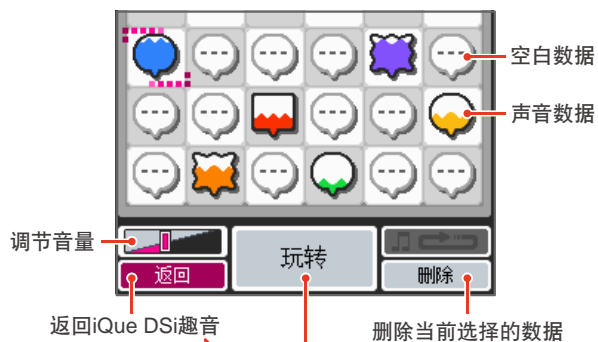 空白数据
声音数据
调节音量
玩转
返回
删除
返回iQue DSi趣音
删除当前选择的数据